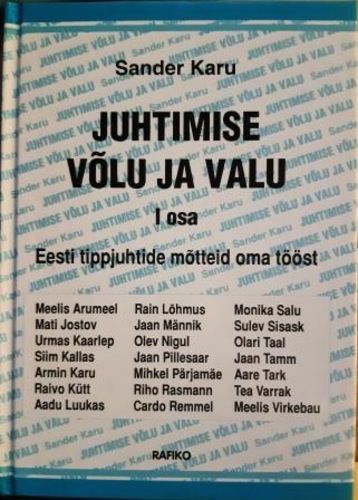 Sander Karu
JUHTIMISE
VÕLU JA VALU
I osa
Eesti tippjuhtide mõtteid oma tööst
Meelis Arumeel
Mati Jostov
Urmas Kaarlep
Siim Kallas
Armin Karu
Raivo Kütt
Aadu Luukas
Rain Lõhmus
Jaan Männik
Olev Nigul
Jaan Pillesaar
Mihkel Pärjamäe
Riho Rasmann
Cardo Remmel
Monika Salu
Sulev Sisask
Olari Taal
Jaan Tamm
Aare Tark
Tea Varrak
Meelis Virkebau
RAFIKO